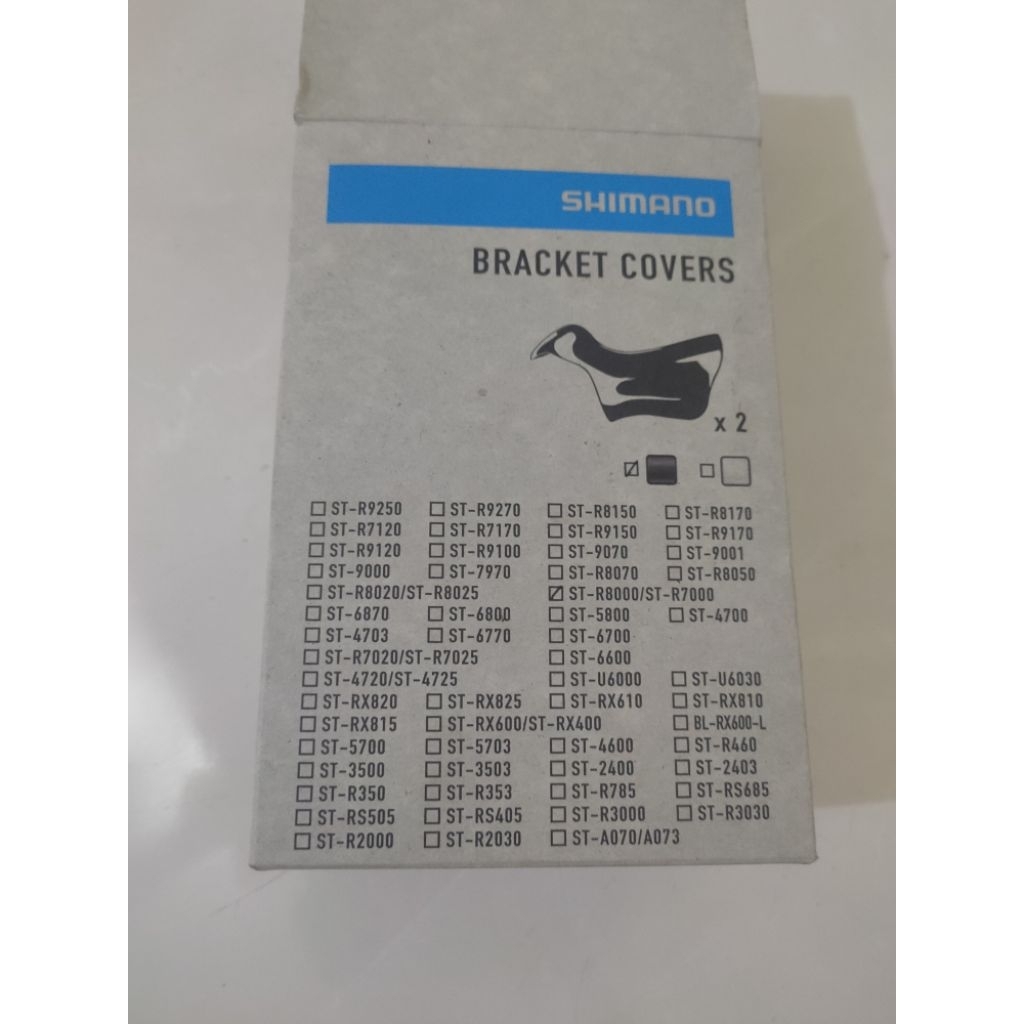 SHIMANO
BRACKET COVERS
x 2
ST-R9250 ST-R9270 ST-R8150 ST-R8170
ST-R7120 ST-R7170 ST-R9150 ST-R9170
ST-R9120 ST-R9100 ST-9070 ST-9001
ST-9000 ST-7970 ST-R8070 ST-R8050
ST-R8020/ST-R8025 ST-R8000/ST-R7000
ST-6870 ST-6800 ST-5800 ST-4700
ST-4703 ST-6770 ST-6700
ST-R7020/ST-R7025 ST-6600
ST-4720/ST-4725 ST-U6000 ST-U6030
ST-RX820 ST-RX825 ST-RX610 ST-RX810
ST-RX815 ST-RX600/ST-RX400 BL-RX600-L
ST-5700 ST-5703 ST-4600 ST-R460
ST-3500 ST-3503 ST-2400 ST-2403
ST-R350 ST-R353 ST-R785 ST-RS685
ST-RS505 ST-RS405 ST-R3000 ST-R3030
ST-R2000 ST-R2030 ST-A070/A073